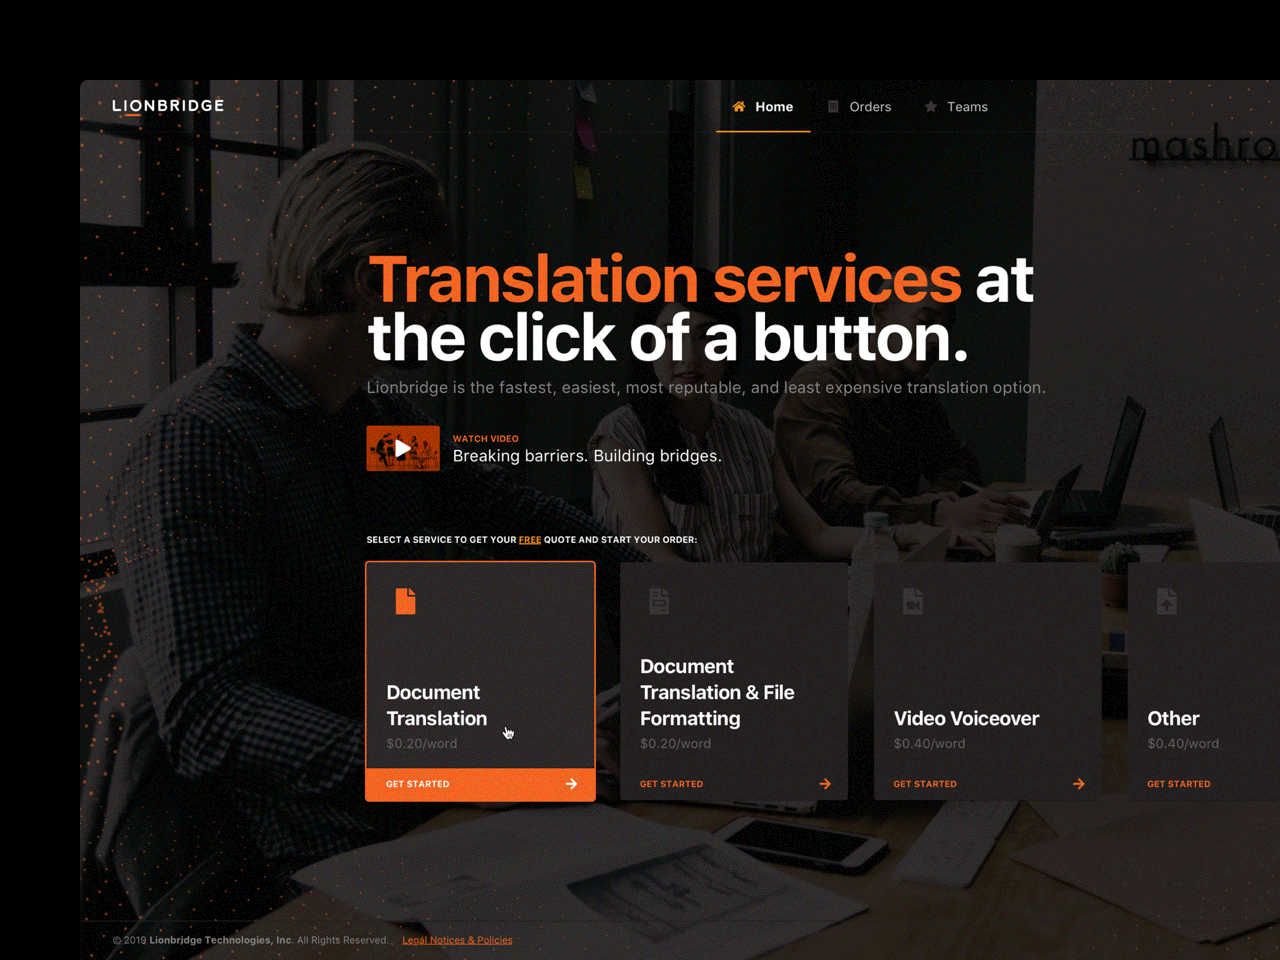 LIONBRIDGE
Home
Orders
Teams
mashro
Translation services at
the click of a button.
Lionbridge is the fastest, easiest, most reputable, and least expensive translation option.
WATCH VIDEO
Breaking barriers. Building bridges.
SELECT A SERVICE TO GET YOUR FREE QUOTE AND START YOUR ORDER:
Document
Translation
$0.20/word
GET STARTED
Document
Translation & File
Formatting
$0.20/word
GET STARTED
Video Voiceover
$0.40/word
GET STARTED
Other
$0.40/word
GET STARTED
© 2019 Lionbridge Technologies, Inc. All Rights Reserved. Legal Notices & Policies